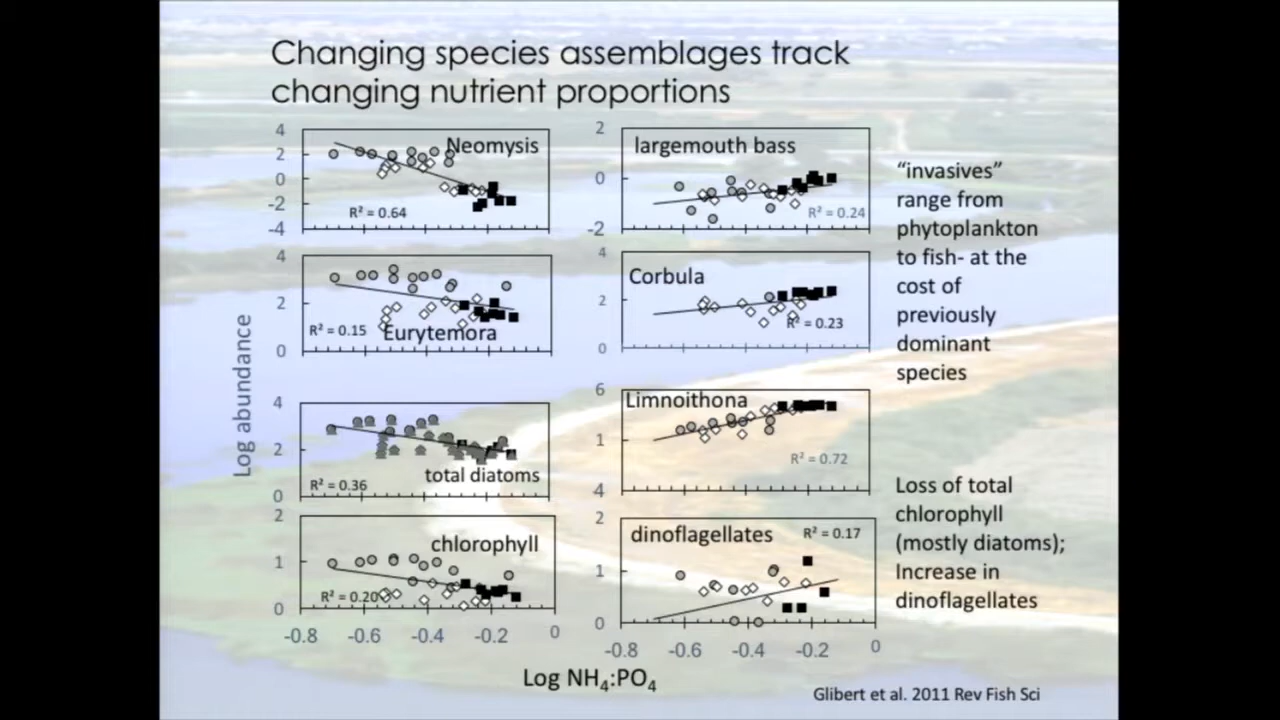 Changing species assemblages track
changing nutrient proportions
4
2
0
-2
-4
Neomysis
R² = 0.64
2
0
-2
largemouth bass
R² = 0.24
4
2
0
R² = 0.15
Eurytemora
4
2
0
Corbula
R² = 0.23
4
2
0
R² = 0.36
total diatoms
6
1
4
Limnoithona
R² = 0.72
2
1
0
chlorophyll
R² = 0.20
-0.8
-0.6
-0.4
-0.2
0
2
1
0
dinoflagellates
R² = 0.17
-0.8
-0.6
-0.4
-0.2
0
Log abundance
Log NH₄:PO₄
“invasives”
range from
phytoplankton
to fish- at the
cost of
previously
dominant
species
Loss of total
chlorophyll
(mostly diatoms);
Increase in
dinoflagellates
Glibert et al. 2011 Rev Fish Sci